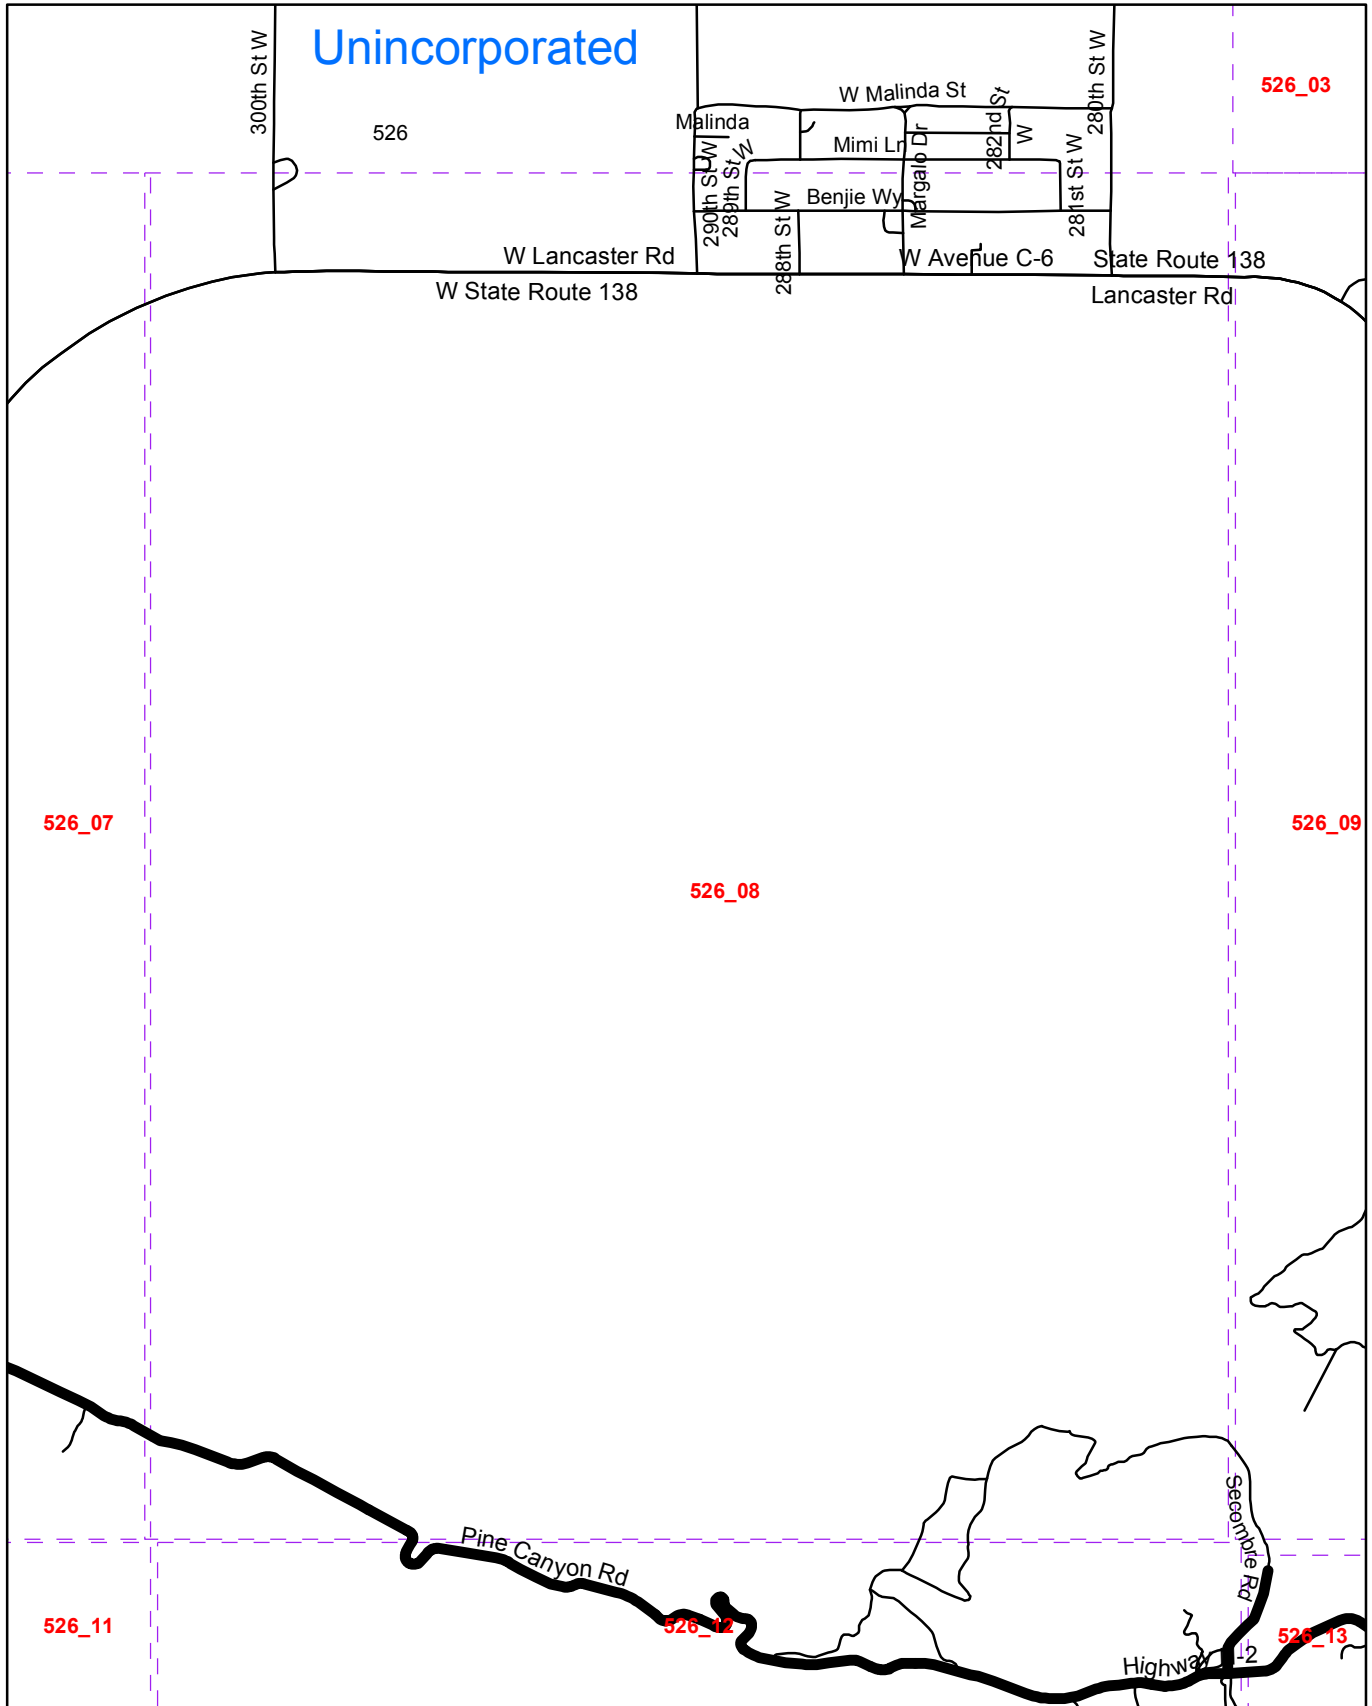 Unincorporated
300th St W
526
W Malinda St
Malinda
Mimi Ln
282nd St
W
280th St W
526_03
290th St W
289th St W
Margalo Dr
281st St W
Benjie Wy
288th St W
W Lancaster Rd
W Avenue C-6
State Route 138
W State Route 138
Lancaster Rd
526_07
526_09
526_08
Secombre Rd
Pine Canyon Rd
526_11
526_12
526_13